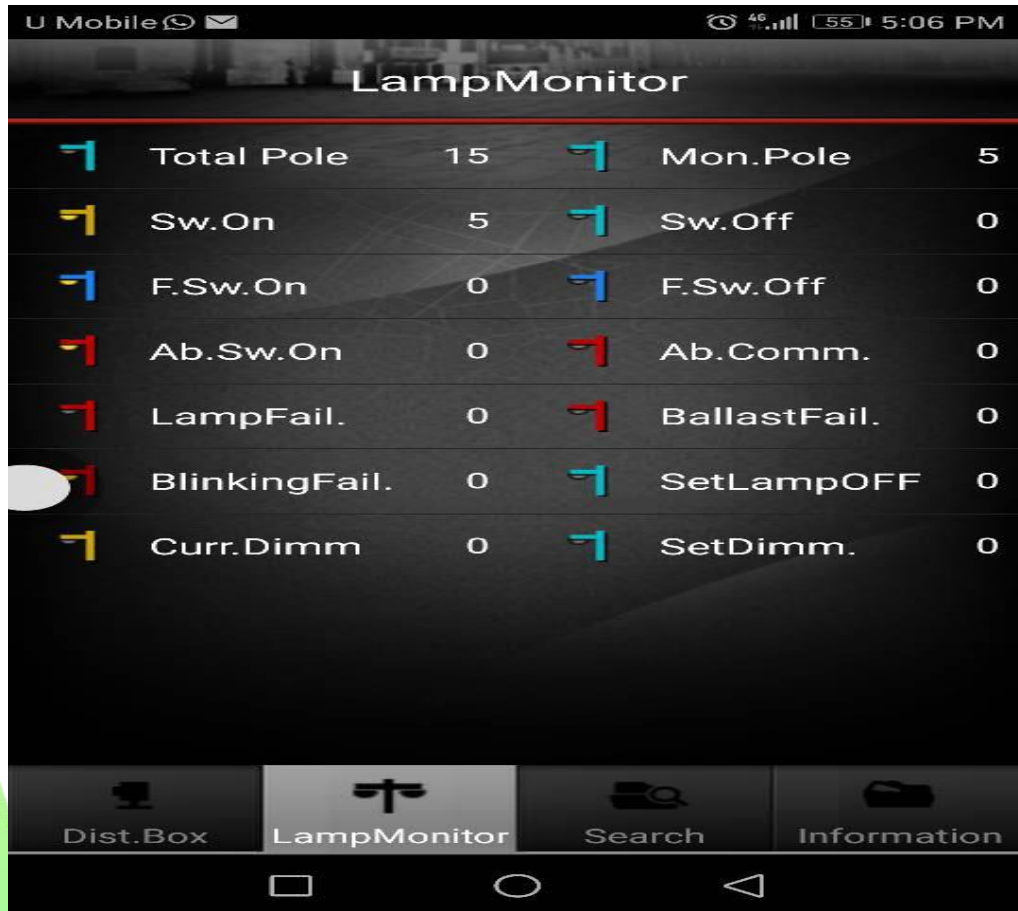 U Mobile 4G 55 5:06 PM
LampMonitor
Total Pole 15 Mon.Pole 5
Sw.On 5 Sw.Off 0
F.Sw.On 0 F.Sw.Off 0
Ab.Sw.On 0 Ab.Comm. 0
LampFail. 0 BallastFail. 0
BlinkingFail. 0 SetLampOFF 0
Curr.Dimm 0 SetDimm. 0
Dist.Box LampMonitor Search Information